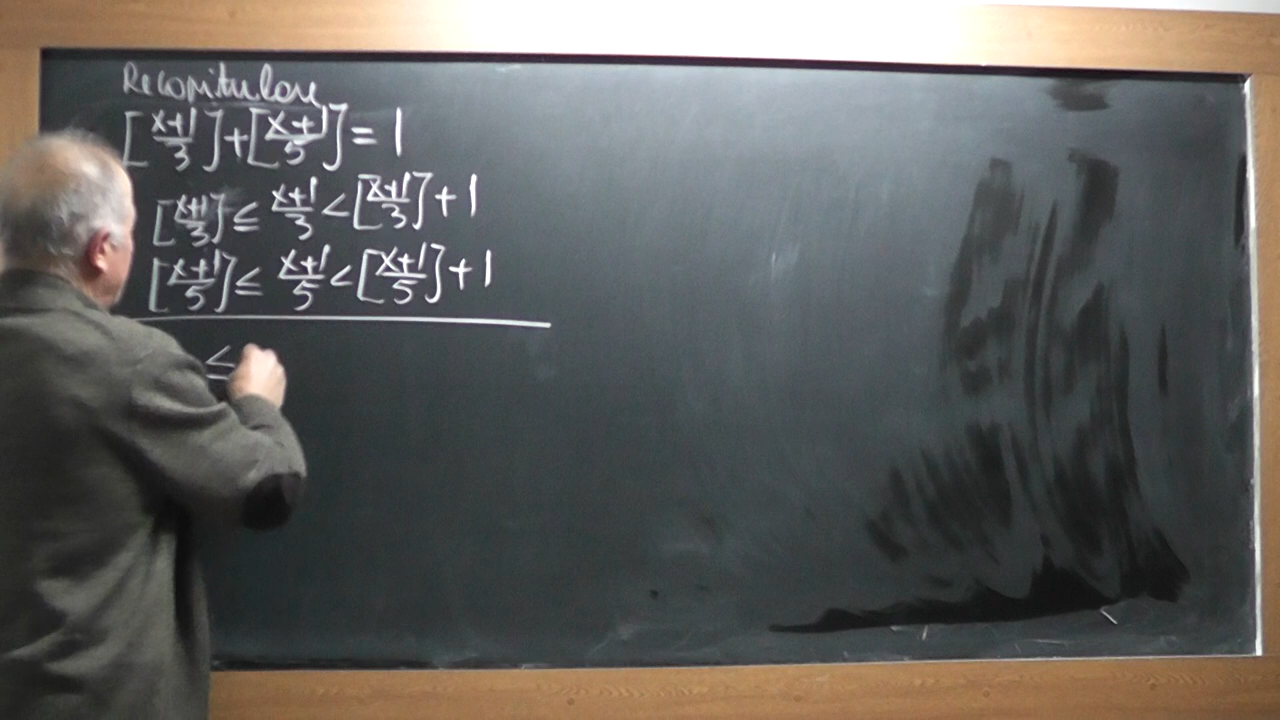 Recapitulare
[x+1/3]+[x+1/5]=1
[x+1/3]≤ x+1/3 <[x+1/3]+1
[x+1/5]≤ x+1/5 <[x+1/5]+1
≤